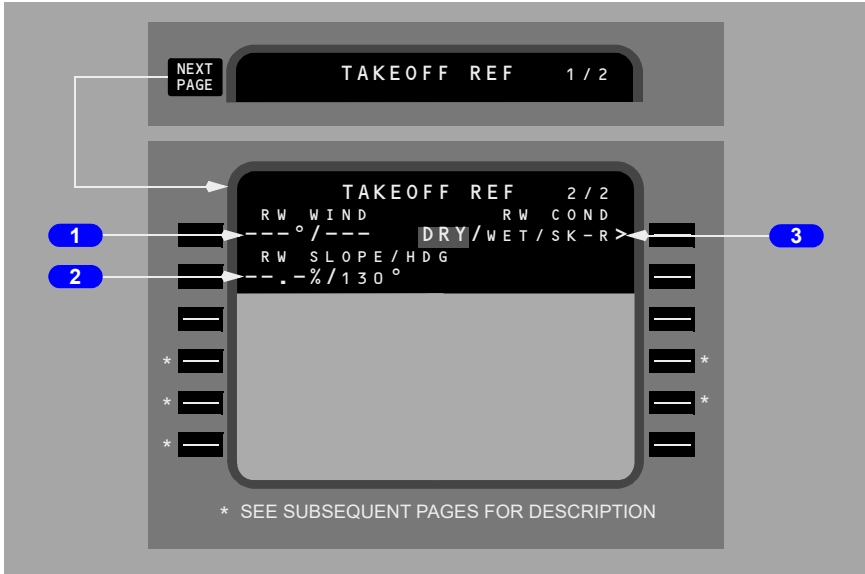 NEXT
PAGE
TAKEOFF REF 1/2
TAKEOFF REF 2/2
RW WIND RW COND
1 ---°/--- DRY/WET/SK-R> 3
RW SLOPE/HDG
2 --.-%/130°
* *
* *
*
* SEE SUBSEQUENT PAGES FOR DESCRIPTION